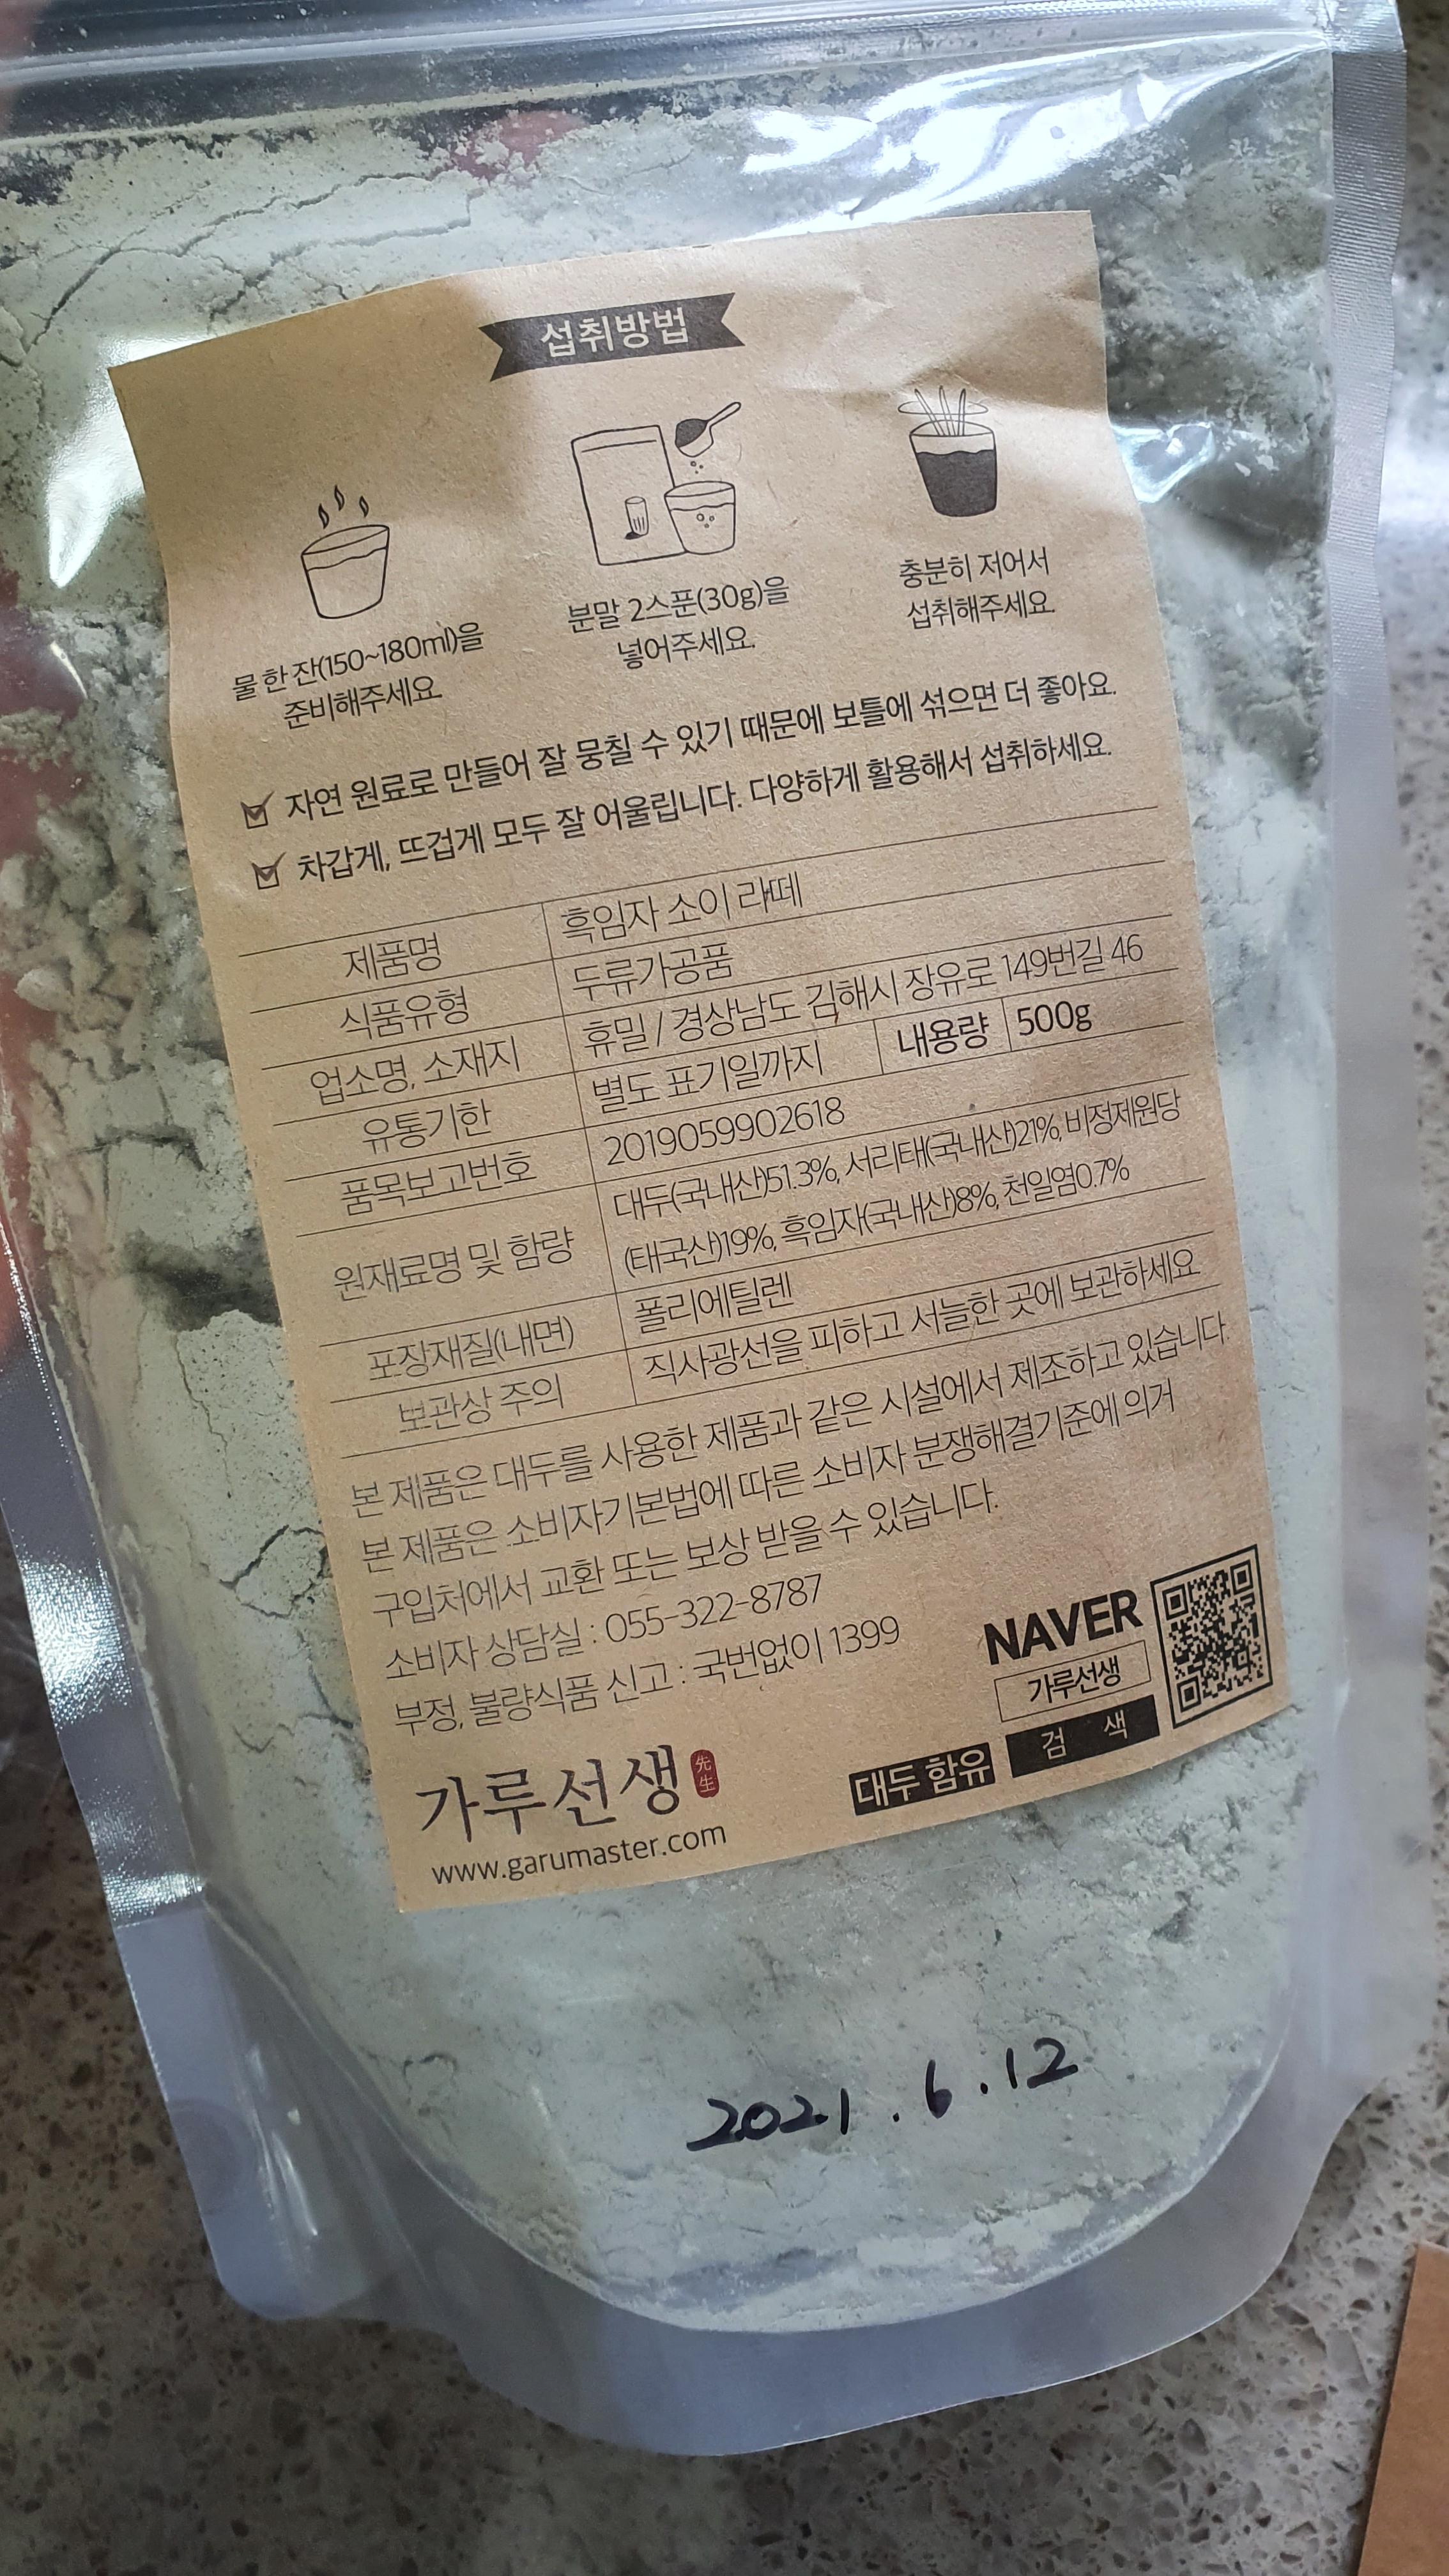 섭취방법
물 한 잔(150~180ml)을
준비해주세요.
분말 2스푼(30g)을
넣어주세요.
충분히 저어서
섭취해주세요.
자연 원료로 만들어 잘 뭉칠 수 있기 때문에 보틀에 섞으면 더 좋아요.
차갑게, 뜨겁게 모두 잘 어울립니다. 다양하게 활용해서 섭취하세요.
제품명 흑임자 소이 라떼
식품유형 두류가공품
업소명, 소재지 휴밀 / 경상남도 김해시 장유로 149번길 46
유통기한 별도 표기일까지 내용량 500g
품목보고번호 2019059902618
원재료명 및 함량 대두(국내산)51.3%, 서리태(국내산)21%, 비정제원당
(태국산)19%, 흑임자(국내산)8%, 천일염0.7%
포장재질(내면) 폴리에틸렌
보관상 주의 직사광선을 피하고 서늘한 곳에 보관하세요
본 제품은 대두를 사용한 제품과 같은 시설에서 제조하고 있습니다
본 제품은 소비자기본법에 따른 소비자 분쟁해결기준에 의거
구입처에서 교환 또는 보상 받을 수 있습니다.
소비자 상담실 : 055-322-8787
부정, 불량식품 신고 : 국번없이 1399
NAVER
가루선생
검 색
대두 함유
가루선생 先生
www.garumaster.com
2021.6.12